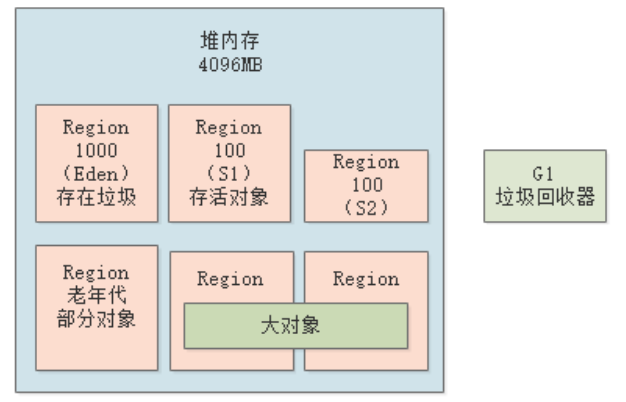 堆内存
4096MB
Region
1000
(Eden)
存在垃圾
Region
100
(S1)
存活对象
Region
100
(S2)
G1
垃圾回收器
Region
老年代
部分对象
Region
Region
大对象